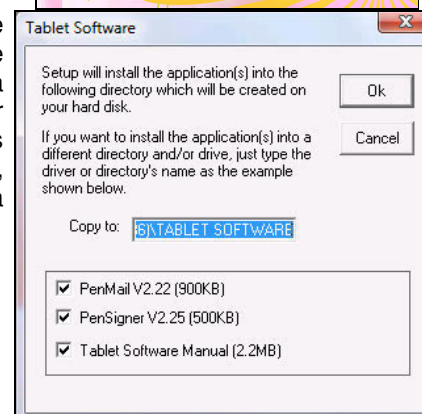 Tablet Software
Setup will install the application(s) into the
following directory which will be created on
your hard disk.
Ok
If you want to install the application(s) into a
different directory and/or drive, just type the
driver or directory's name as the example
shown below.
Cancel
Copy to: 6)\TABLET SOFTWARE
PenMail V2.22 (900KB)
PenSigner V2.25 (500KB)
Tablet Software Manual (2.2MB)